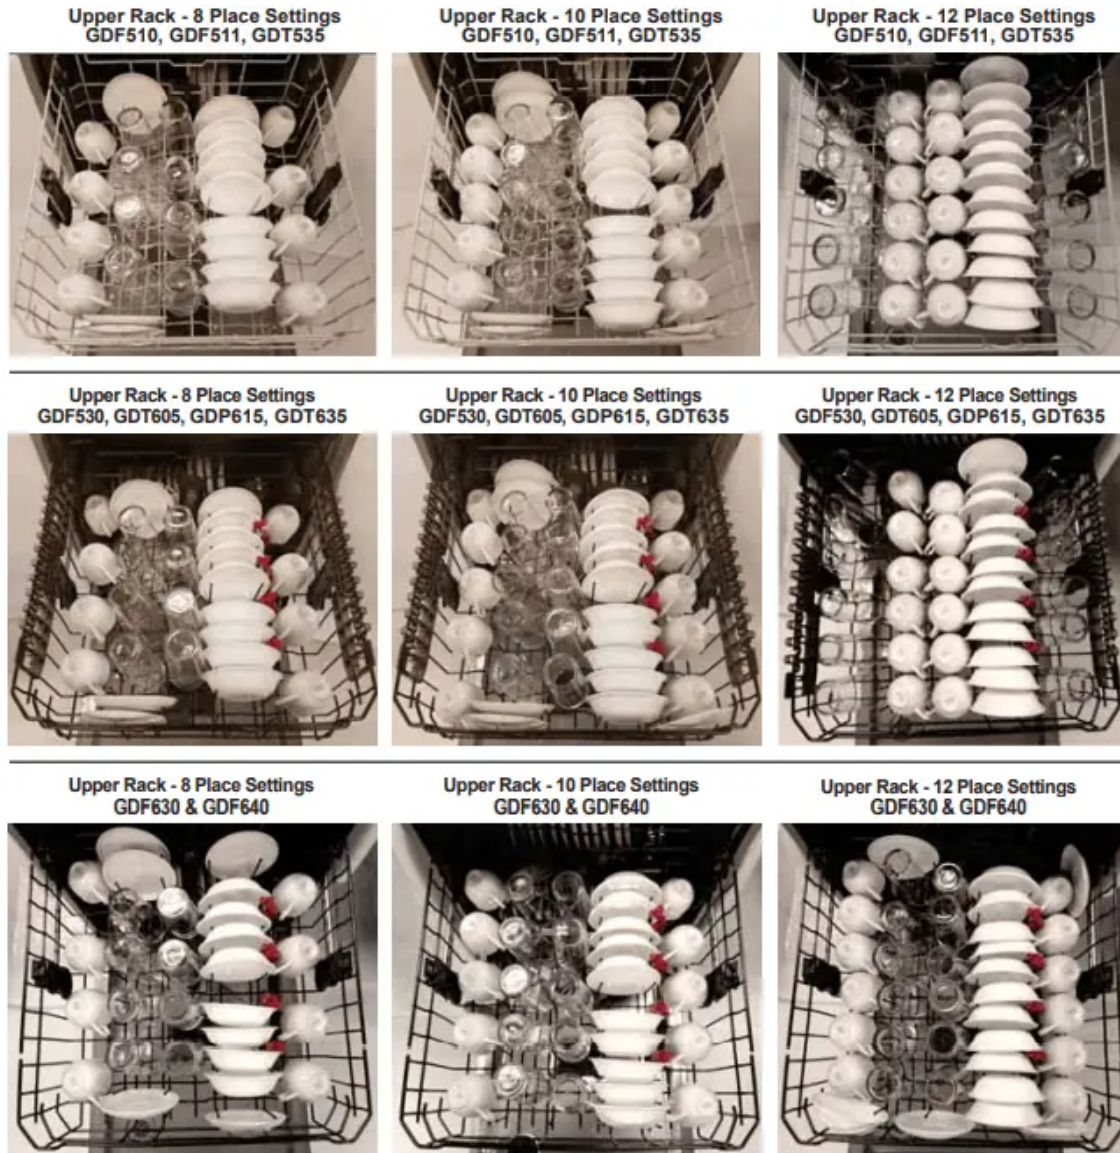 Upper Rack - 8 Place Settings
GDF510, GDF511, GDT535
Upper Rack - 10 Place Settings
GDF510, GDF511, GDT535
Upper Rack - 12 Place Settings
GDF510, GDF511, GDT535
Upper Rack - 8 Place Settings
GDF530, GDT605, GDP615, GDT635
Upper Rack - 10 Place Settings
GDF530, GDT605, GDP615, GDT635
Upper Rack - 12 Place Settings
GDF530, GDT605, GDP615, GDT635
Upper Rack - 8 Place Settings
GDF630 & GDF640
Upper Rack - 10 Place Settings
GDF630 & GDF640
Upper Rack - 12 Place Settings
GDF630 & GDF640